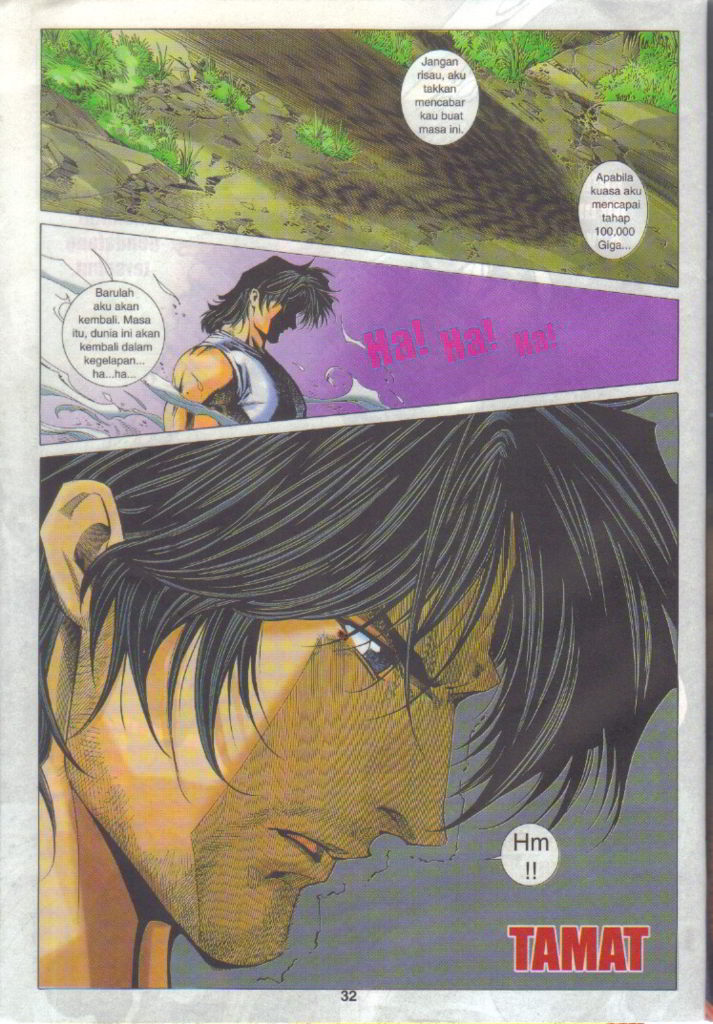 Jangan
risau, aku
takkan
mencabar
kau buat
masa ini.
Apabila
kuasa aku
mencapai
tahap
100,000
Giga...
Barulah
aku akan
kembali. Masa
itu, dunia ini akan
kembali dalam
kegelapan...
ha...ha...
Ha! Ha! Ha!
Hm
!!
TAMAT
32